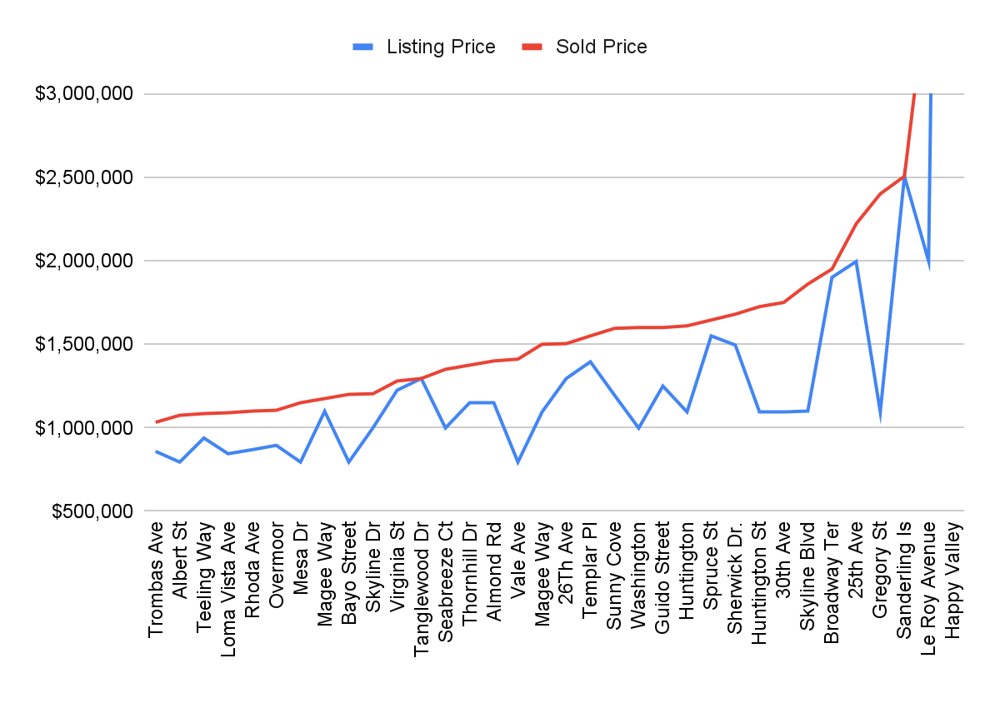 Listing Price Sold Price
$3,000,000
$2,500,000
$2,000,000
$1,500,000
$1,000,000
$500,000
Trombas Ave
Albert St
Teeling Way
Loma Vista Ave
Rhoda Ave
Overmoor
Mesa Dr
Magee Way
Bayo Street
Skyline Dr
Virginia St
Tanglewood Dr
Seabreeze Ct
Thornhill Dr
Almond Rd
Vale Ave
Magee Way
26Th Ave
Templar Pl
Sunny Cove
Washington
Guido Street
Huntington
Spruce St
Sherwick Dr.
Huntington St
30th Ave
Skyline Blvd
Broadway Ter
25th Ave
Gregory St
Sanderling Is
Le Roy Avenue
Happy Valley